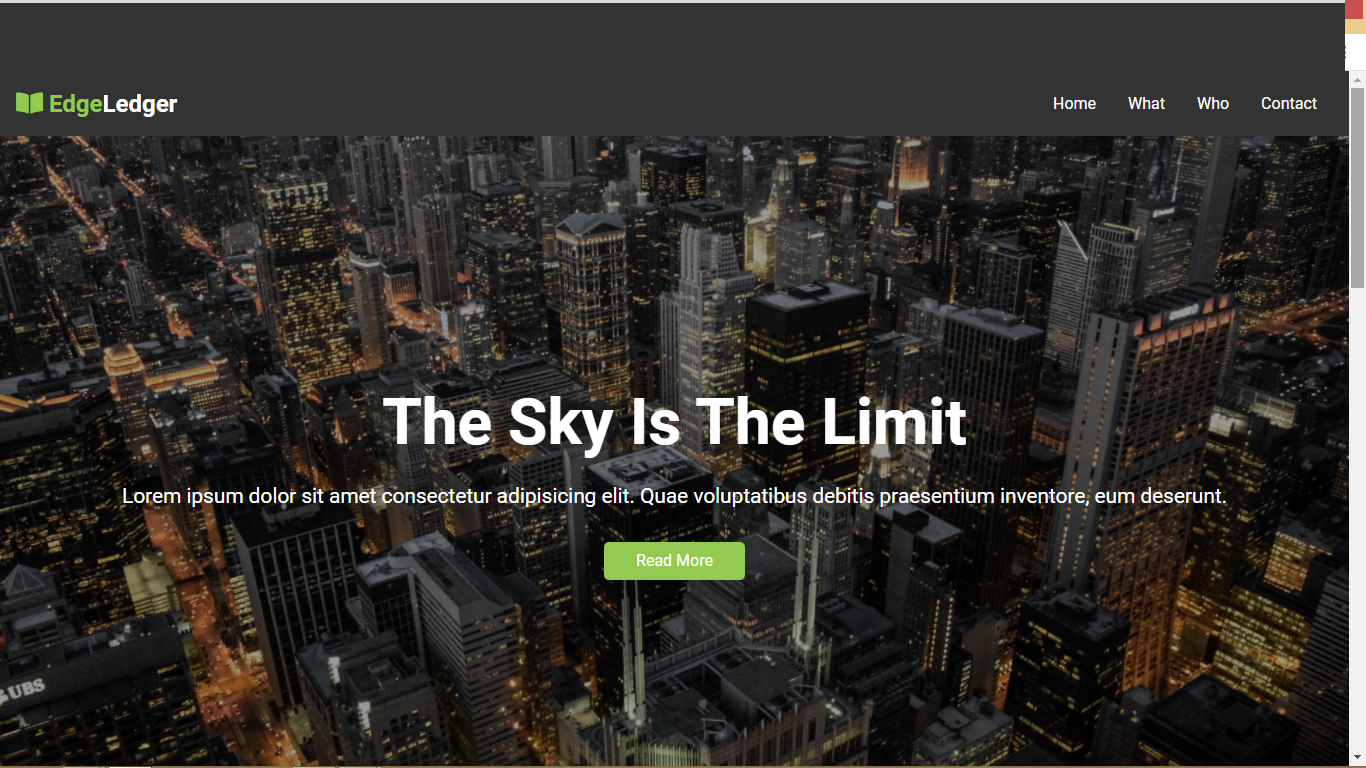 EdgeLedger
Home What Who Contact
The Sky Is The Limit
Lorem ipsum dolor sit amet consectetur adipisicing elit. Quae voluptatibus debitis praesentium inventore, eum deserunt.
Read More
UBS